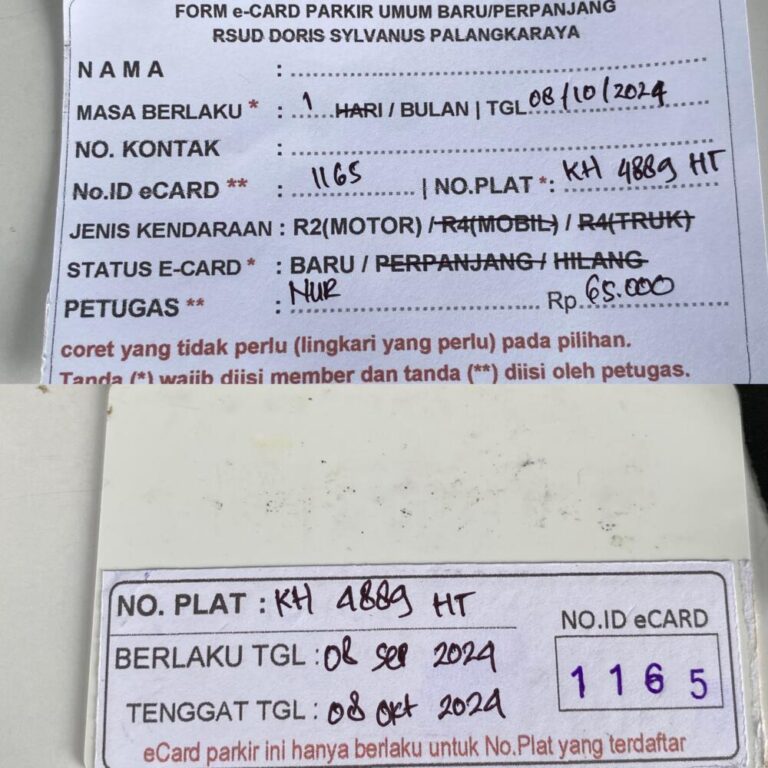 FORM e-CARD PARKIR UMUM BARU/PERPANJANG
RSUD DORIS SYLVANUS PALANGKARAYA
NAMA :
MASA BERLAKU * : 1 HARI / BULAN | TGL 08/10/2024
NO. KONTAK :
No.ID eCARD ** : 1165 | NO.PLAT *: KH 4889 HT
JENIS KENDARAAN : R2(MOTOR) / R4(MOBIL) / R4(TRUK)
STATUS E-CARD * : BARU / PERPANJANG / HILANG
PETUGAS ** : NUR Rp. 65.000
coret yang tidak perlu (lingkari yang perlu) pada pilihan.
Tanda (*) wajib diisi member dan tanda (**) diisi oleh petugas.
NO. PLAT : KH 4889 HT
BERLAKU TGL : 08 Sep 2024
TENGGAT TGL : 08 Okt 2024
NO.ID eCARD
1165
eCard parkir ini hanya berlaku untuk No.Plat yang terdaftar